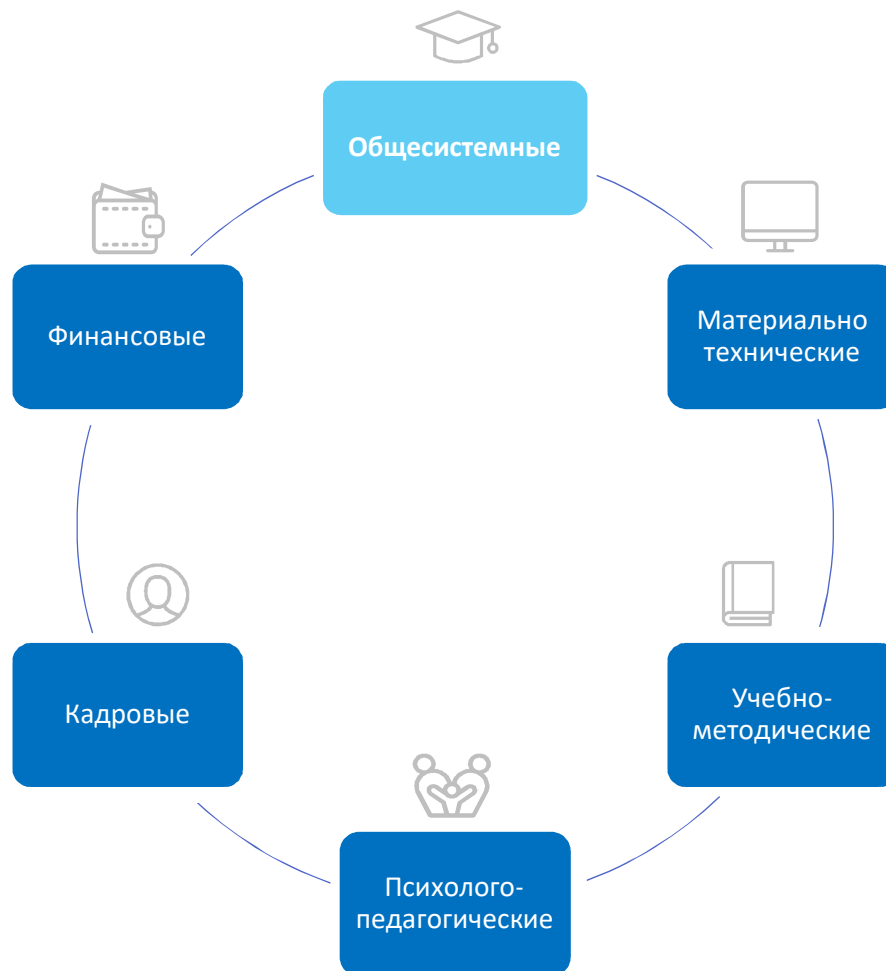 Общесистемные
Финансовые
Материально
технические
Кадровые
Учебно-
методические
Психолого-
педагогические